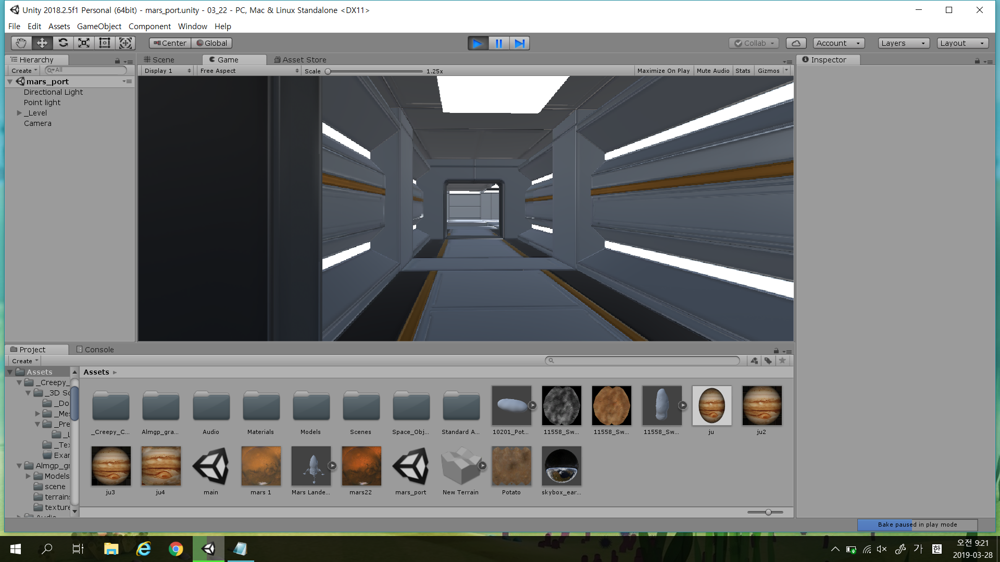 Unity 2018.2.5f1 Personal (64bit) - mars_port.unity - 03_22 - PC, Mac & Linux Standalone <DX11>
File Edit Assets GameObject Component Window Help
Center Global Collab Account Layers Layout
Hierarchy Scene Game Asset Store Inspector
Create All Display 1 Free Aspect Scale 1.25x Maximize On Play Mute Audio Stats Gizmos
mars_port
Directional Light
Point light
_Level
Camera
Project Console
Create
Assets Assets
_Creepy_
_3D Sc
_Do
_Me
_Pre
_L
_Te
Exar
Almgp_gr
Models
scene
terrain
texture
Audio
_Creepy_C... Almgp_gra... Audio Materials Models Scenes Space_Obj... Standard A... 10201_Pot... 11558_Sw... 11558_Sw... 11558_Sw... ju ju2
ju3 ju4 main mars 1 Mars Lande... mars22 mars_port New Terrain Potato skybox_ear...
Bake paused in play mode
가 한 오전 9:21
2019-03-28